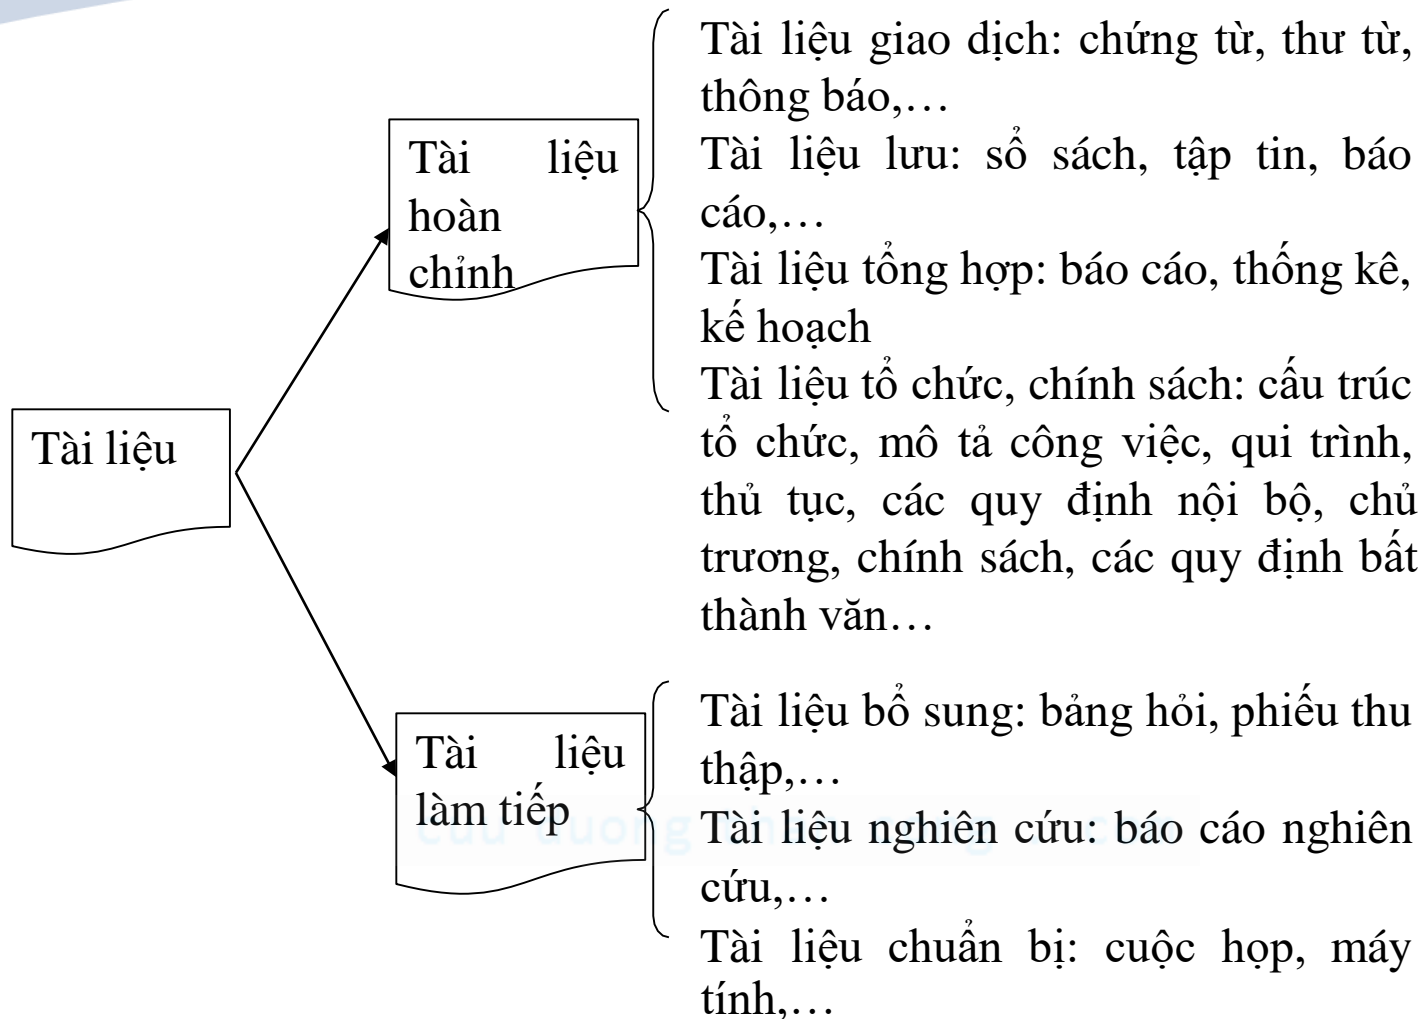 Tài liệu
Tài liệu
hoàn
chỉnh
Tài liệu giao dịch: chứng từ, thư từ,
thông báo,…
Tài liệu lưu: sổ sách, tập tin, báo
cáo,…
Tài liệu tổng hợp: báo cáo, thống kê,
kế hoạch
Tài liệu tổ chức, chính sách: cấu trúc
tổ chức, mô tả công việc, qui trình,
thủ tục, các quy định nội bộ, chủ
trương, chính sách, các quy định bất
thành văn…
Tài liệu
làm tiếp
Tài liệu bổ sung: bảng hỏi, phiếu thu
thập,…
Tài liệu nghiên cứu: báo cáo nghiên
cứu,…
Tài liệu chuẩn bị: cuộc họp, máy
tính,…